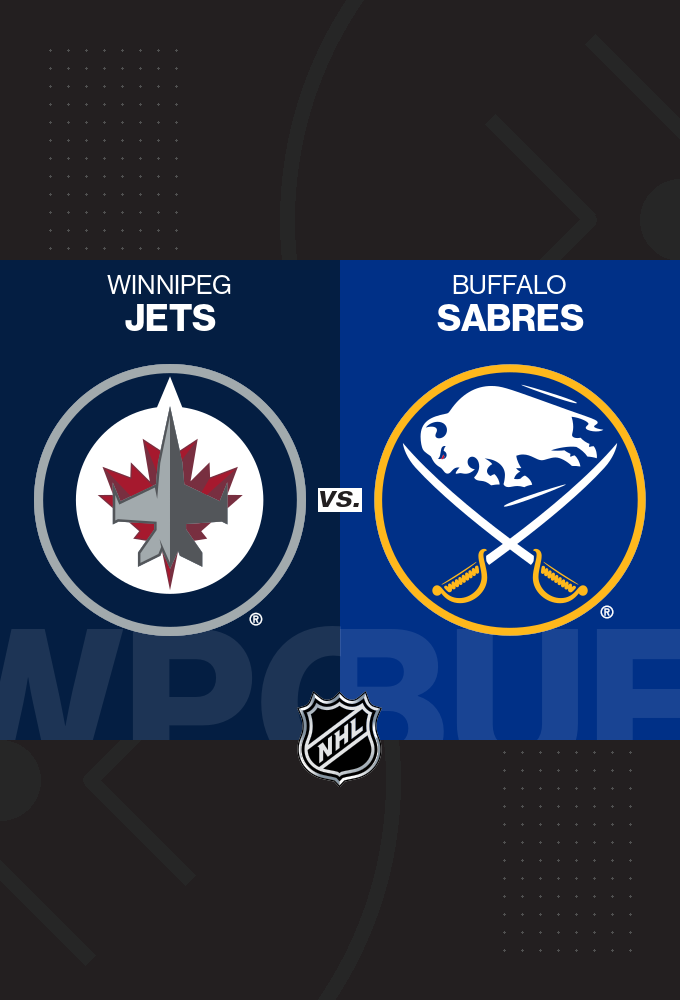 WINNIPEG
JETS
BUFFALO
SABRES
vs.
®
®
WPG
BUF
NHL